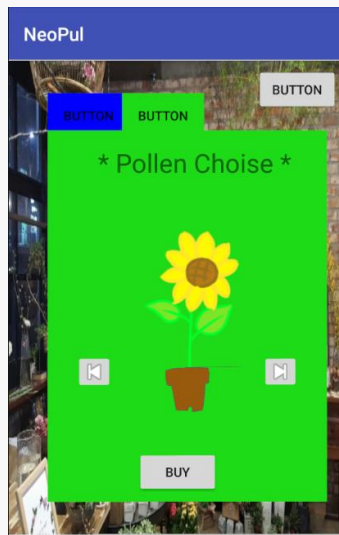 NeoPul
BUTTON
BUTTON BUTTON
* Pollen Choise *
BUY